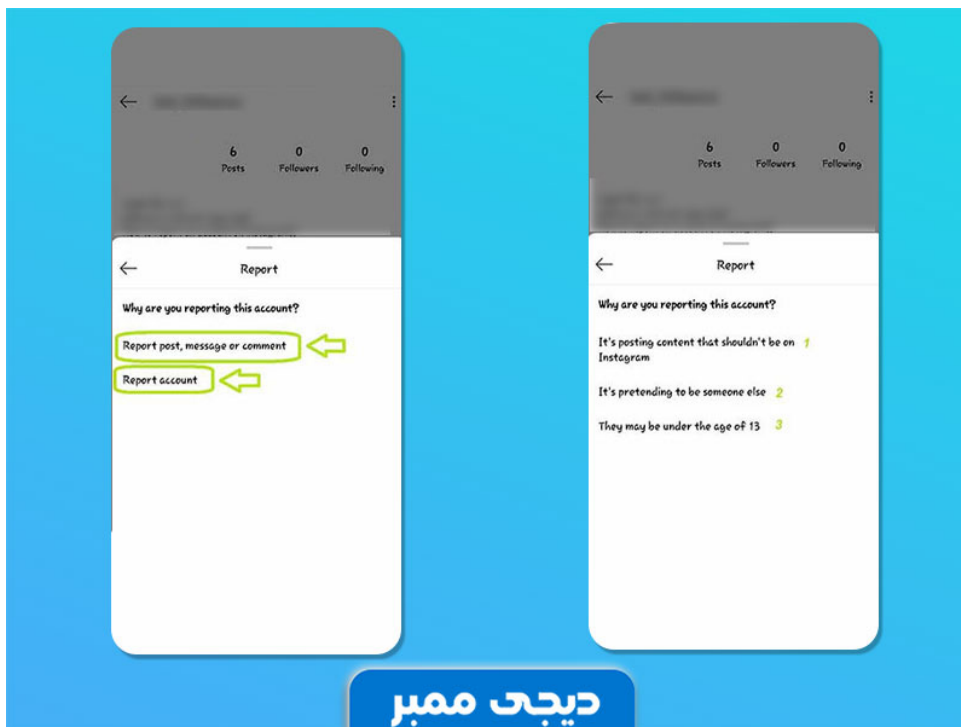 6 0 0
Posts Followers Following
Report
Why are you reporting this account?
Report post, message or comment
Report account
6 0 0
Posts Followers Following
Report
Why are you reporting this account?
It's posting content that shouldn't be on 1
Instagram
It's pretending to be someone else 2
They may be under the age of 13 3
دیجی ممبر